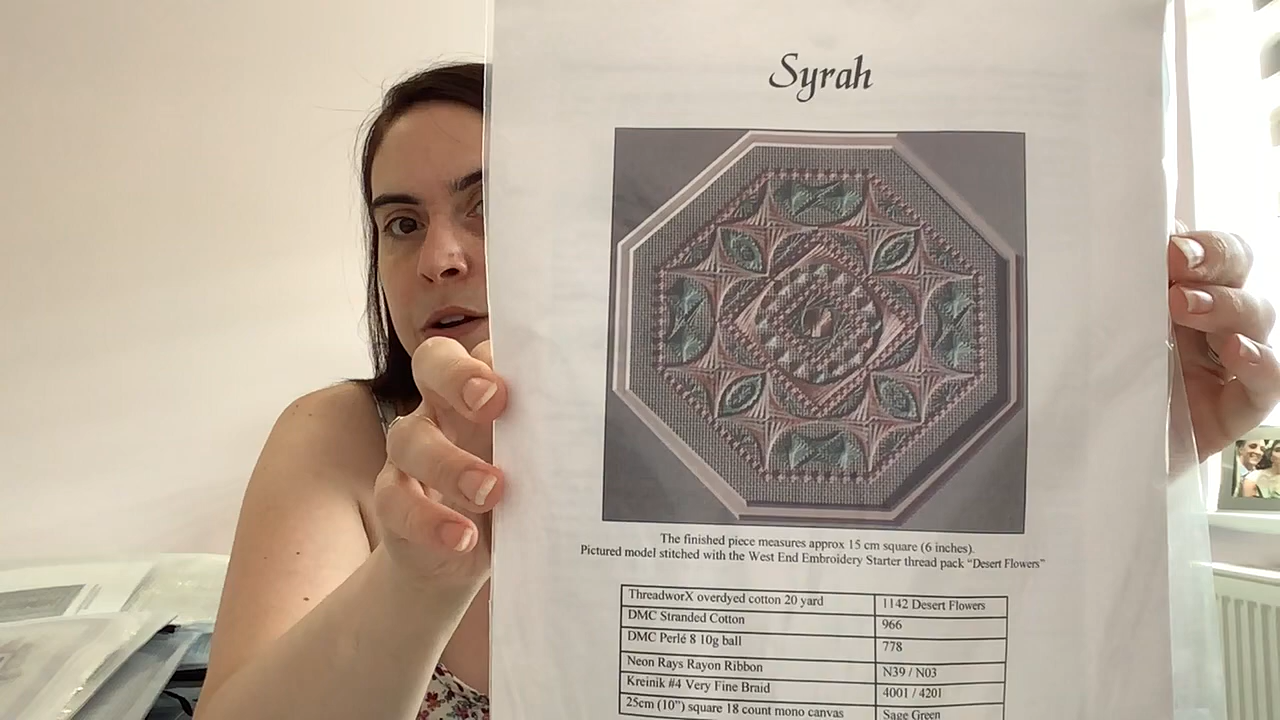 Syrah
The finished piece measures approx 15 cm square (6 inches).
Pictured model stitched with the West End Embroidery Starter thread pack “Desert Flowers”
ThreadworX overdyed cotton 20 yard 1142 Desert Flowers
DMC Stranded Cotton 966
DMC Perlé 8 10g ball 778
Neon Rays Rayon Ribbon N39 / N03
Kreinik #4 Very Fine Braid 4001 / 4201
25cm (10”) square 18 count mono canvas Sage Green